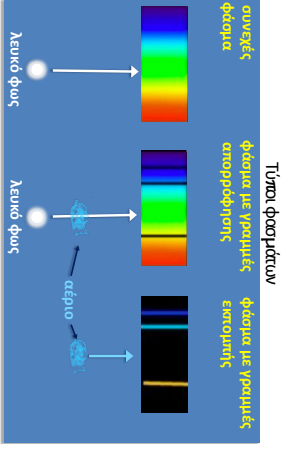 Τύποι φασμάτων
συνεχές
φάσμα
φάσμα με γραμμές
απορρόφησης
φάσμα με γραμμές
εκπομπής
λευκό φως
λευκό φως
αέριο